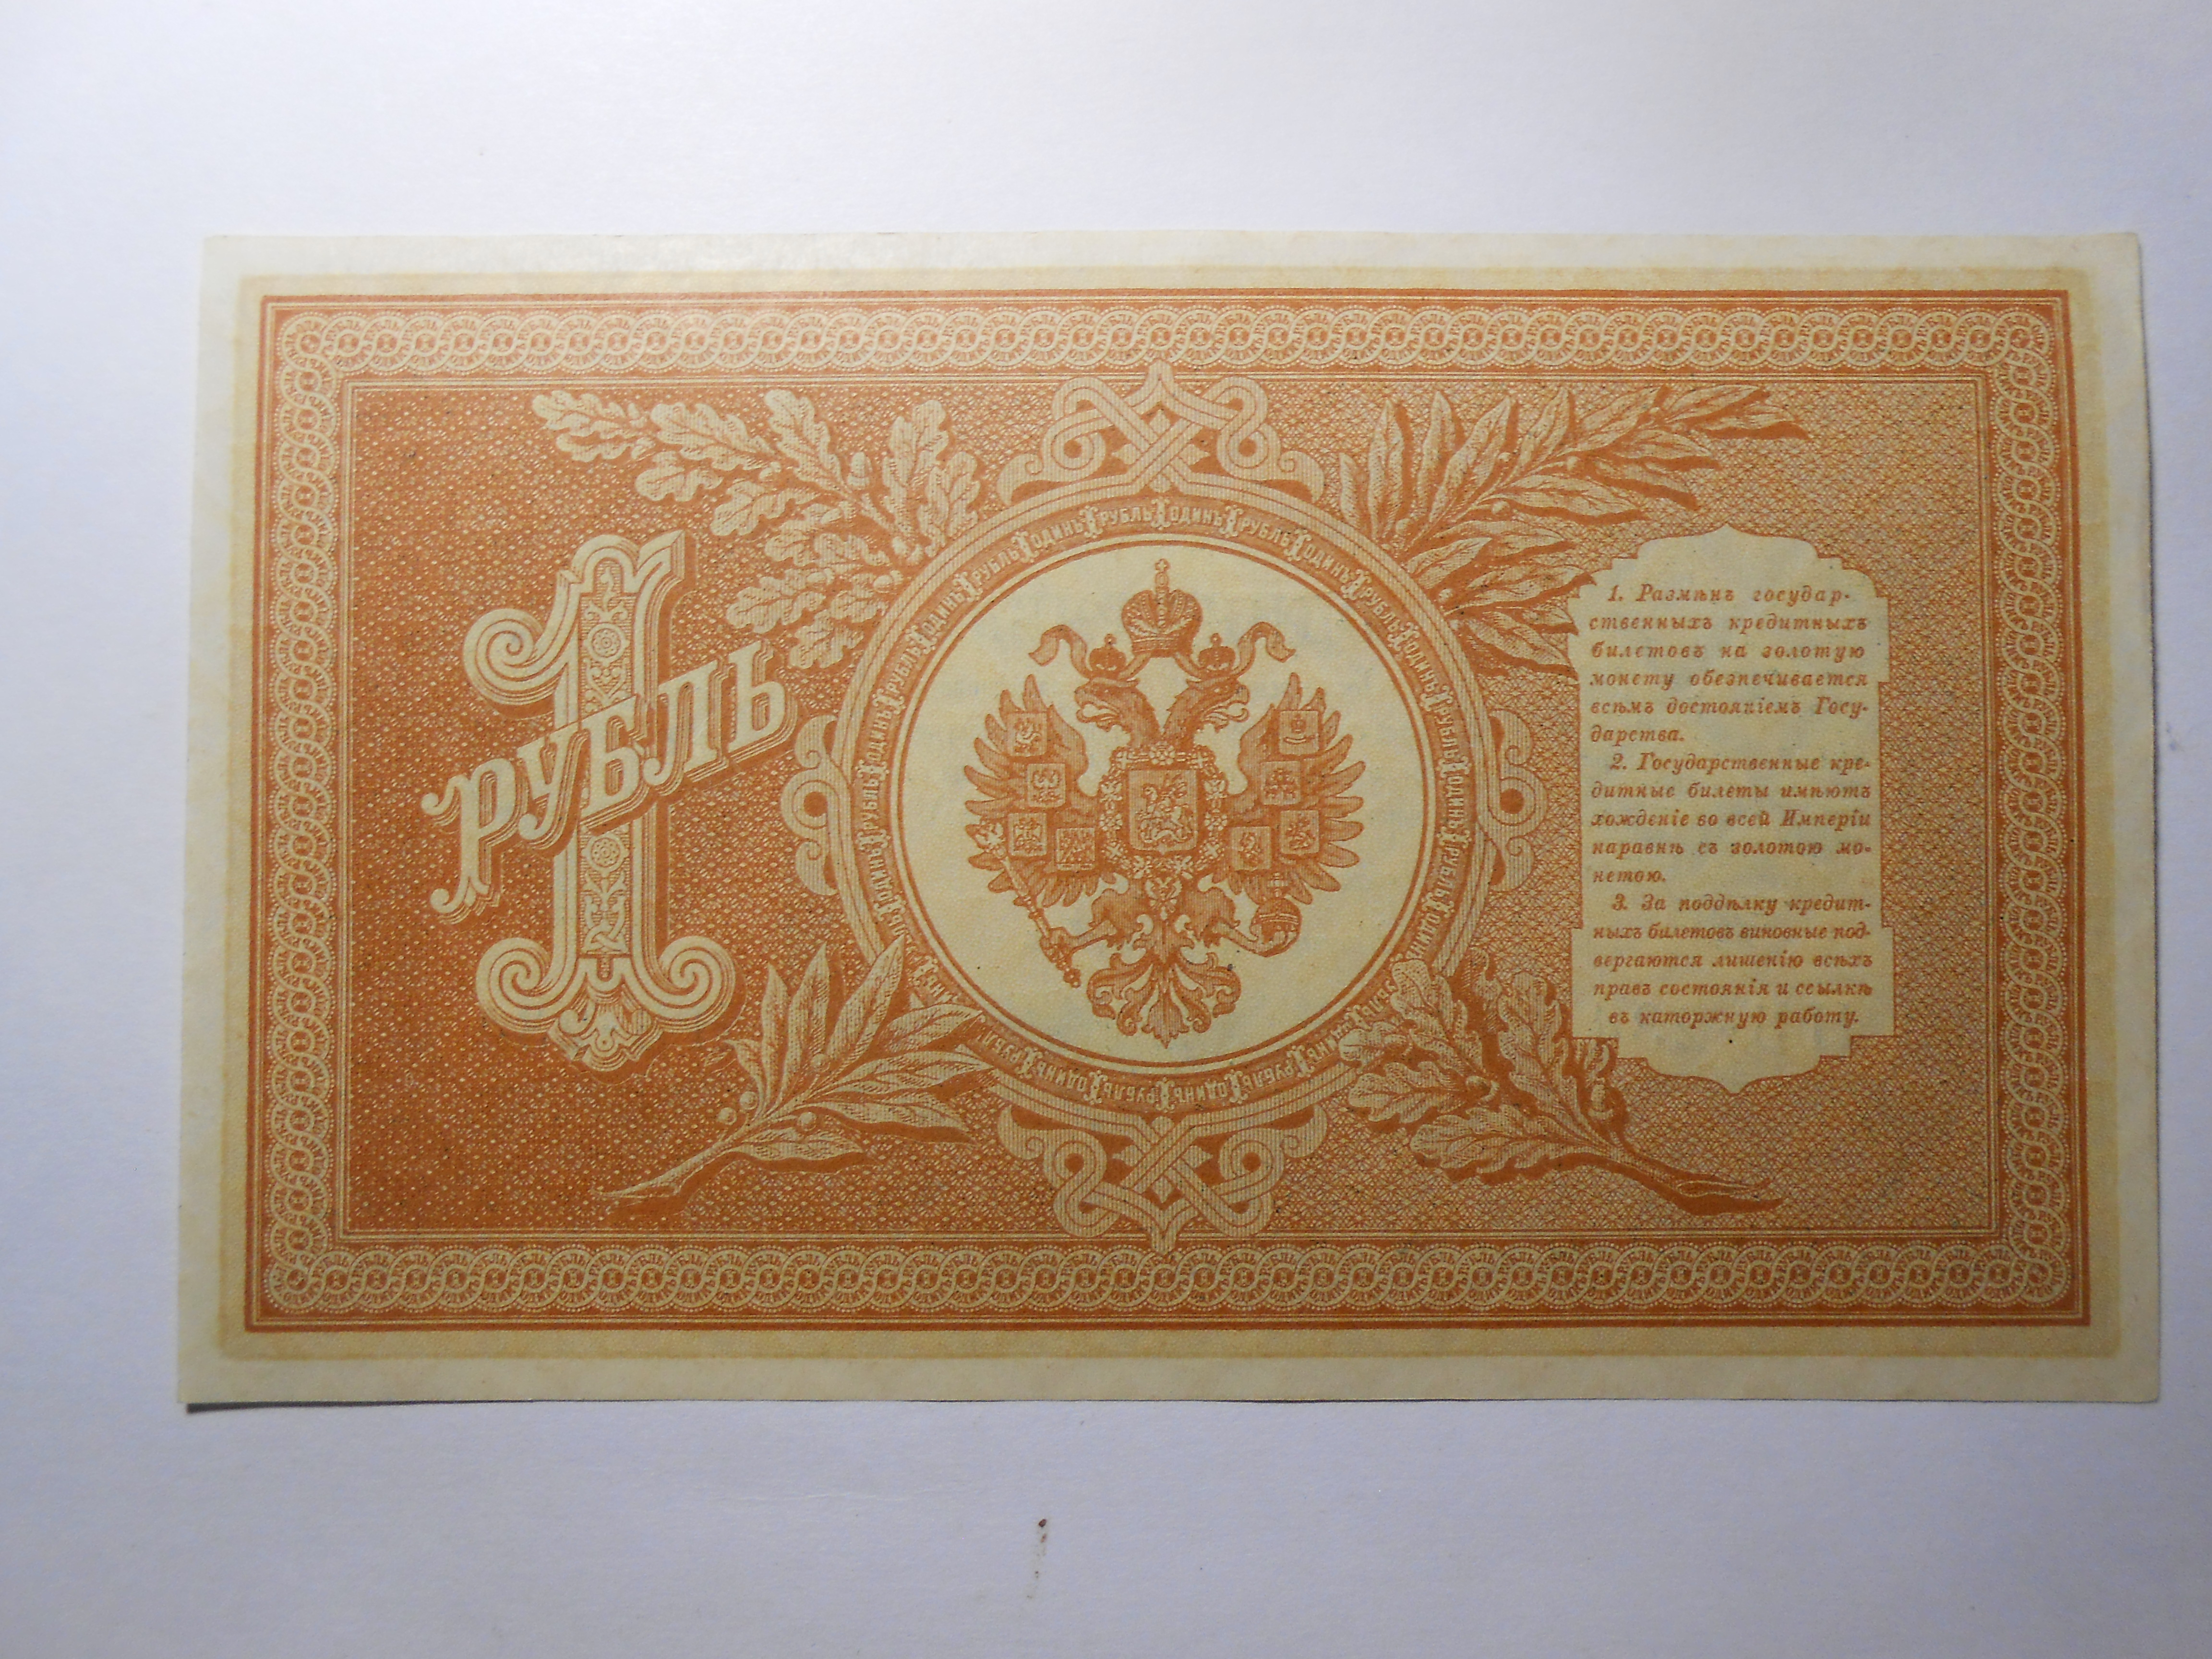 1
РУБЛЬ
1. Размѣнъ государ-
ственныхъ кредитныхъ
билетовъ на золотую
монету обезпечивается
всѣмъ достояніемъ Госу-
дарства.
2. Государственные кре-
дитные билеты имѣютъ
хожденіе во всей Имперіи
наравнѣ съ золотою мо-
нетою.
3. За поддѣлку кредит-
ныхъ билетовъ виновные под-
вергаются лишенію всѣхъ
правъ состоянія и ссылкѣ
въ каторжную работу.